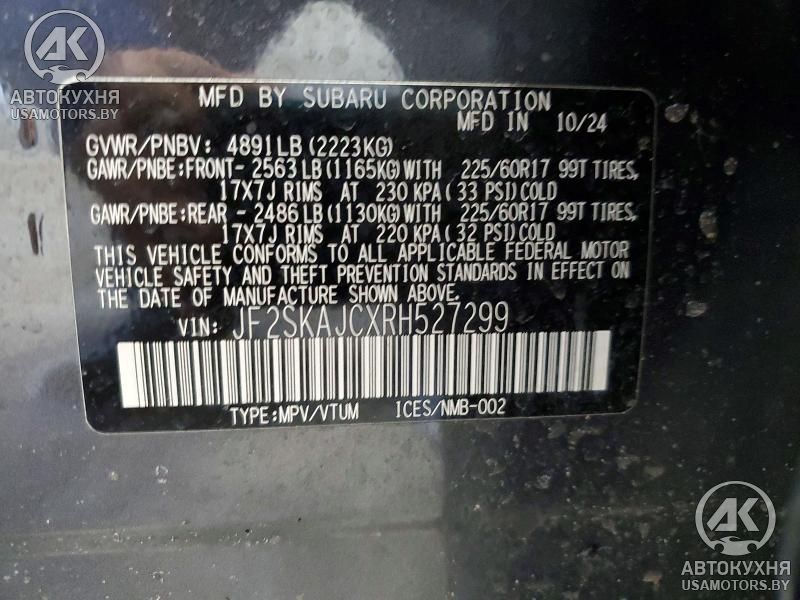 AK
АВТОКУХНЯ
USAMOTORS.BY
MFD BY SUBARU CORPORATION
MFD IN 10/24
GVWR/PNBV: 4891LB(2223KG)
GAWR/PNBE:FRONT- 2563LB(1165KG)WITH 225/60R17 99T TIRES,
17X7J RIMS AT 230 KPA(33 PSI)COLD
GAWR/PNBE:REAR - 2486LB(1130KG)WITH 225/60R17 99T TIRES,
17X7J RIMS AT 220 KPA(32 PSI)COLD
THIS VEHICLE CONFORMS TO ALL APPLICABLE FEDERAL MOTOR
VEHICLE SAFETY AND THEFT PREVENTION STANDARDS IN EFFECT ON
THE DATE OF MANUFACTURE SHOWN ABOVE.
VIN: JF2SKAJCXRH527299
TYPE:MPV/VTUM ICES/NMB-002
AK
АВТОКУХНЯ
USAMOTORS.BY